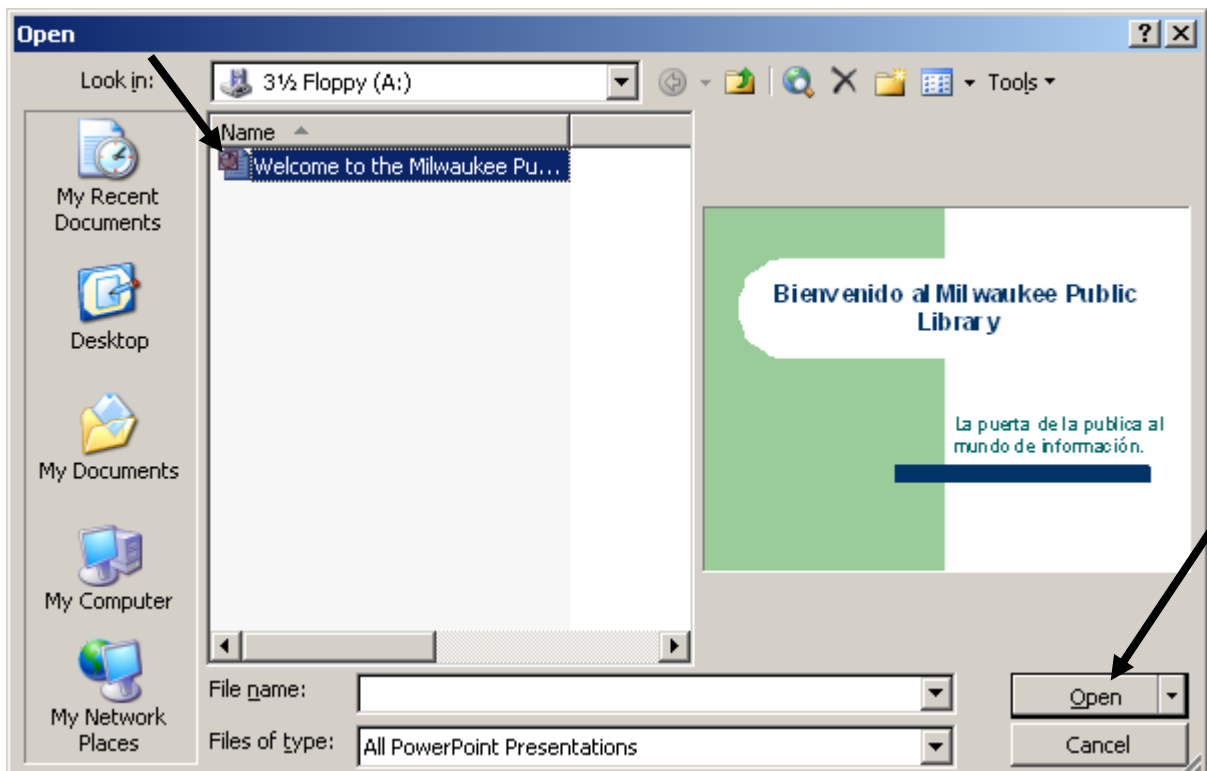 Open
Look in:
3½ Floppy (A:)
Tools
Name
Welcome to the Milwaukee Pu...
My Recent
Documents
Desktop
My Documents
My Computer
My Network
Places
Bienvenido al Milwaukee Public
Library
La puerta de la publica al
mundo de información.
File name:
Open
Files of type:
All PowerPoint Presentations
Cancel